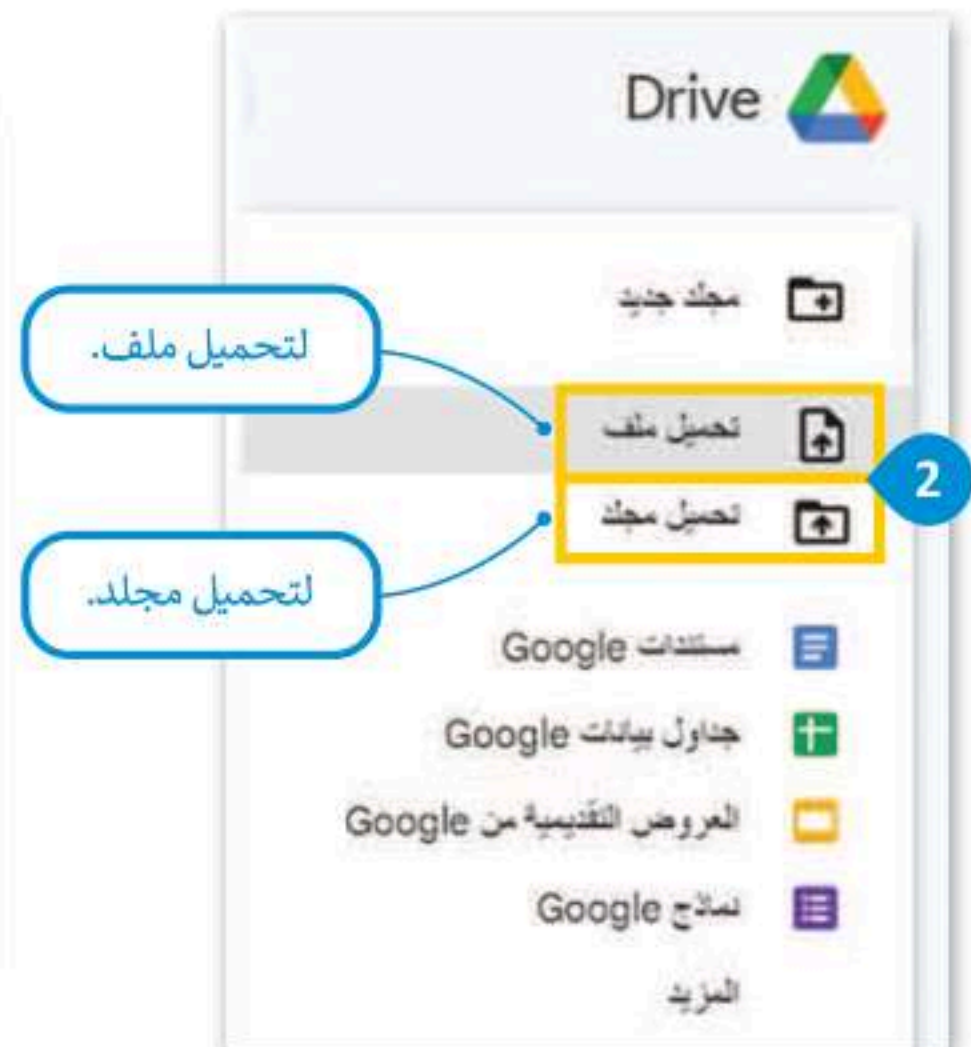 Drive
مجلد جديد
لتحميل ملف.
تحميل ملف
2
تحميل مجلد
لتحميل مجلد.
مستندات Google
جداول بيانات Google
العروض التقديمية من Google
نماذج Google
المزيد